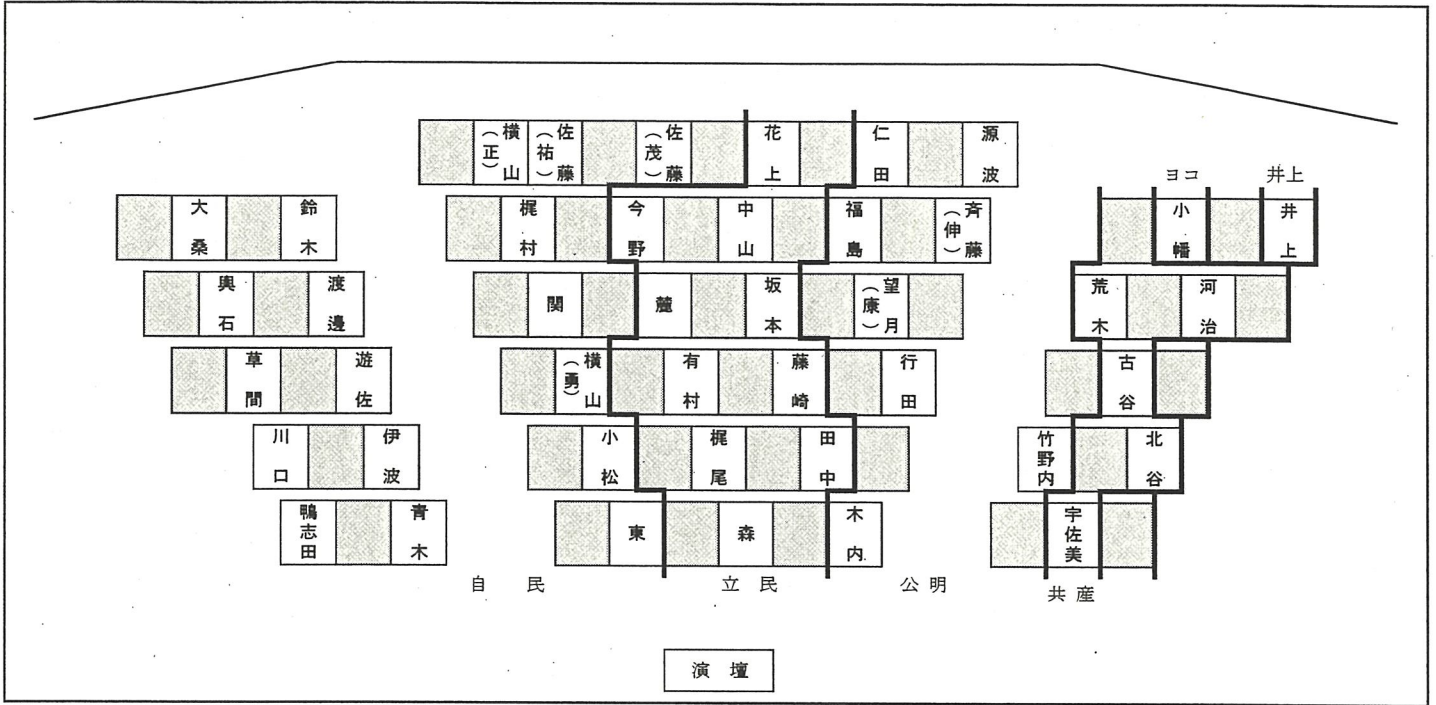 横山（正）
佐藤（祐）
佐藤（茂）
花上
仁田
源波
ヨコ
井上
大桑
鈴木
梶村
今野
中山
福島
斉藤（伸）
小幡
井上
輿石
渡邊
関
麓
坂本
望月（康）
荒木
河治
草間
遊佐
横山（勇）
有村
藤崎
行田
古谷
川口
伊波
小松
梶尾
田中
竹野内
北谷
鴨志田
青木
東
森
木内
宇佐美
自民
立民
公明
共産
演壇